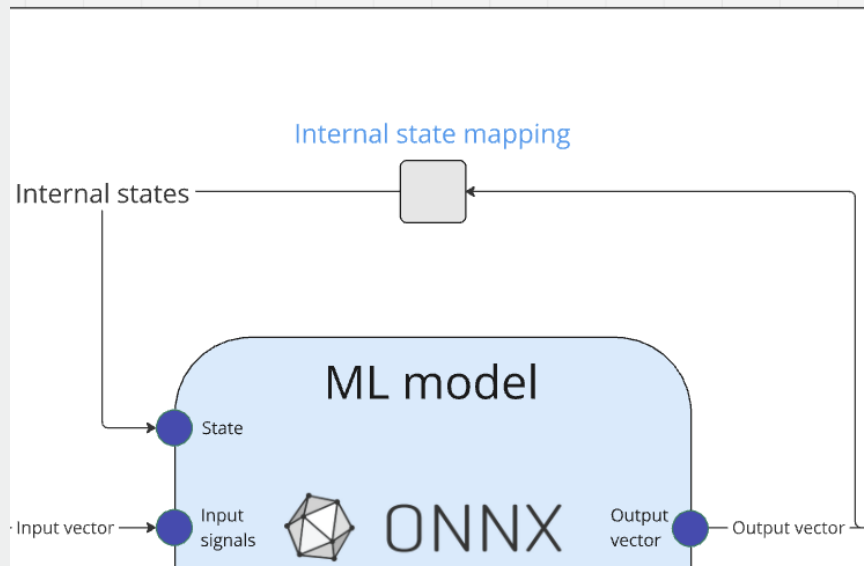 Internal state mapping
Internal states
ML model
State
Input vector
Input
signals
ONNX
Output
vector
Output vector